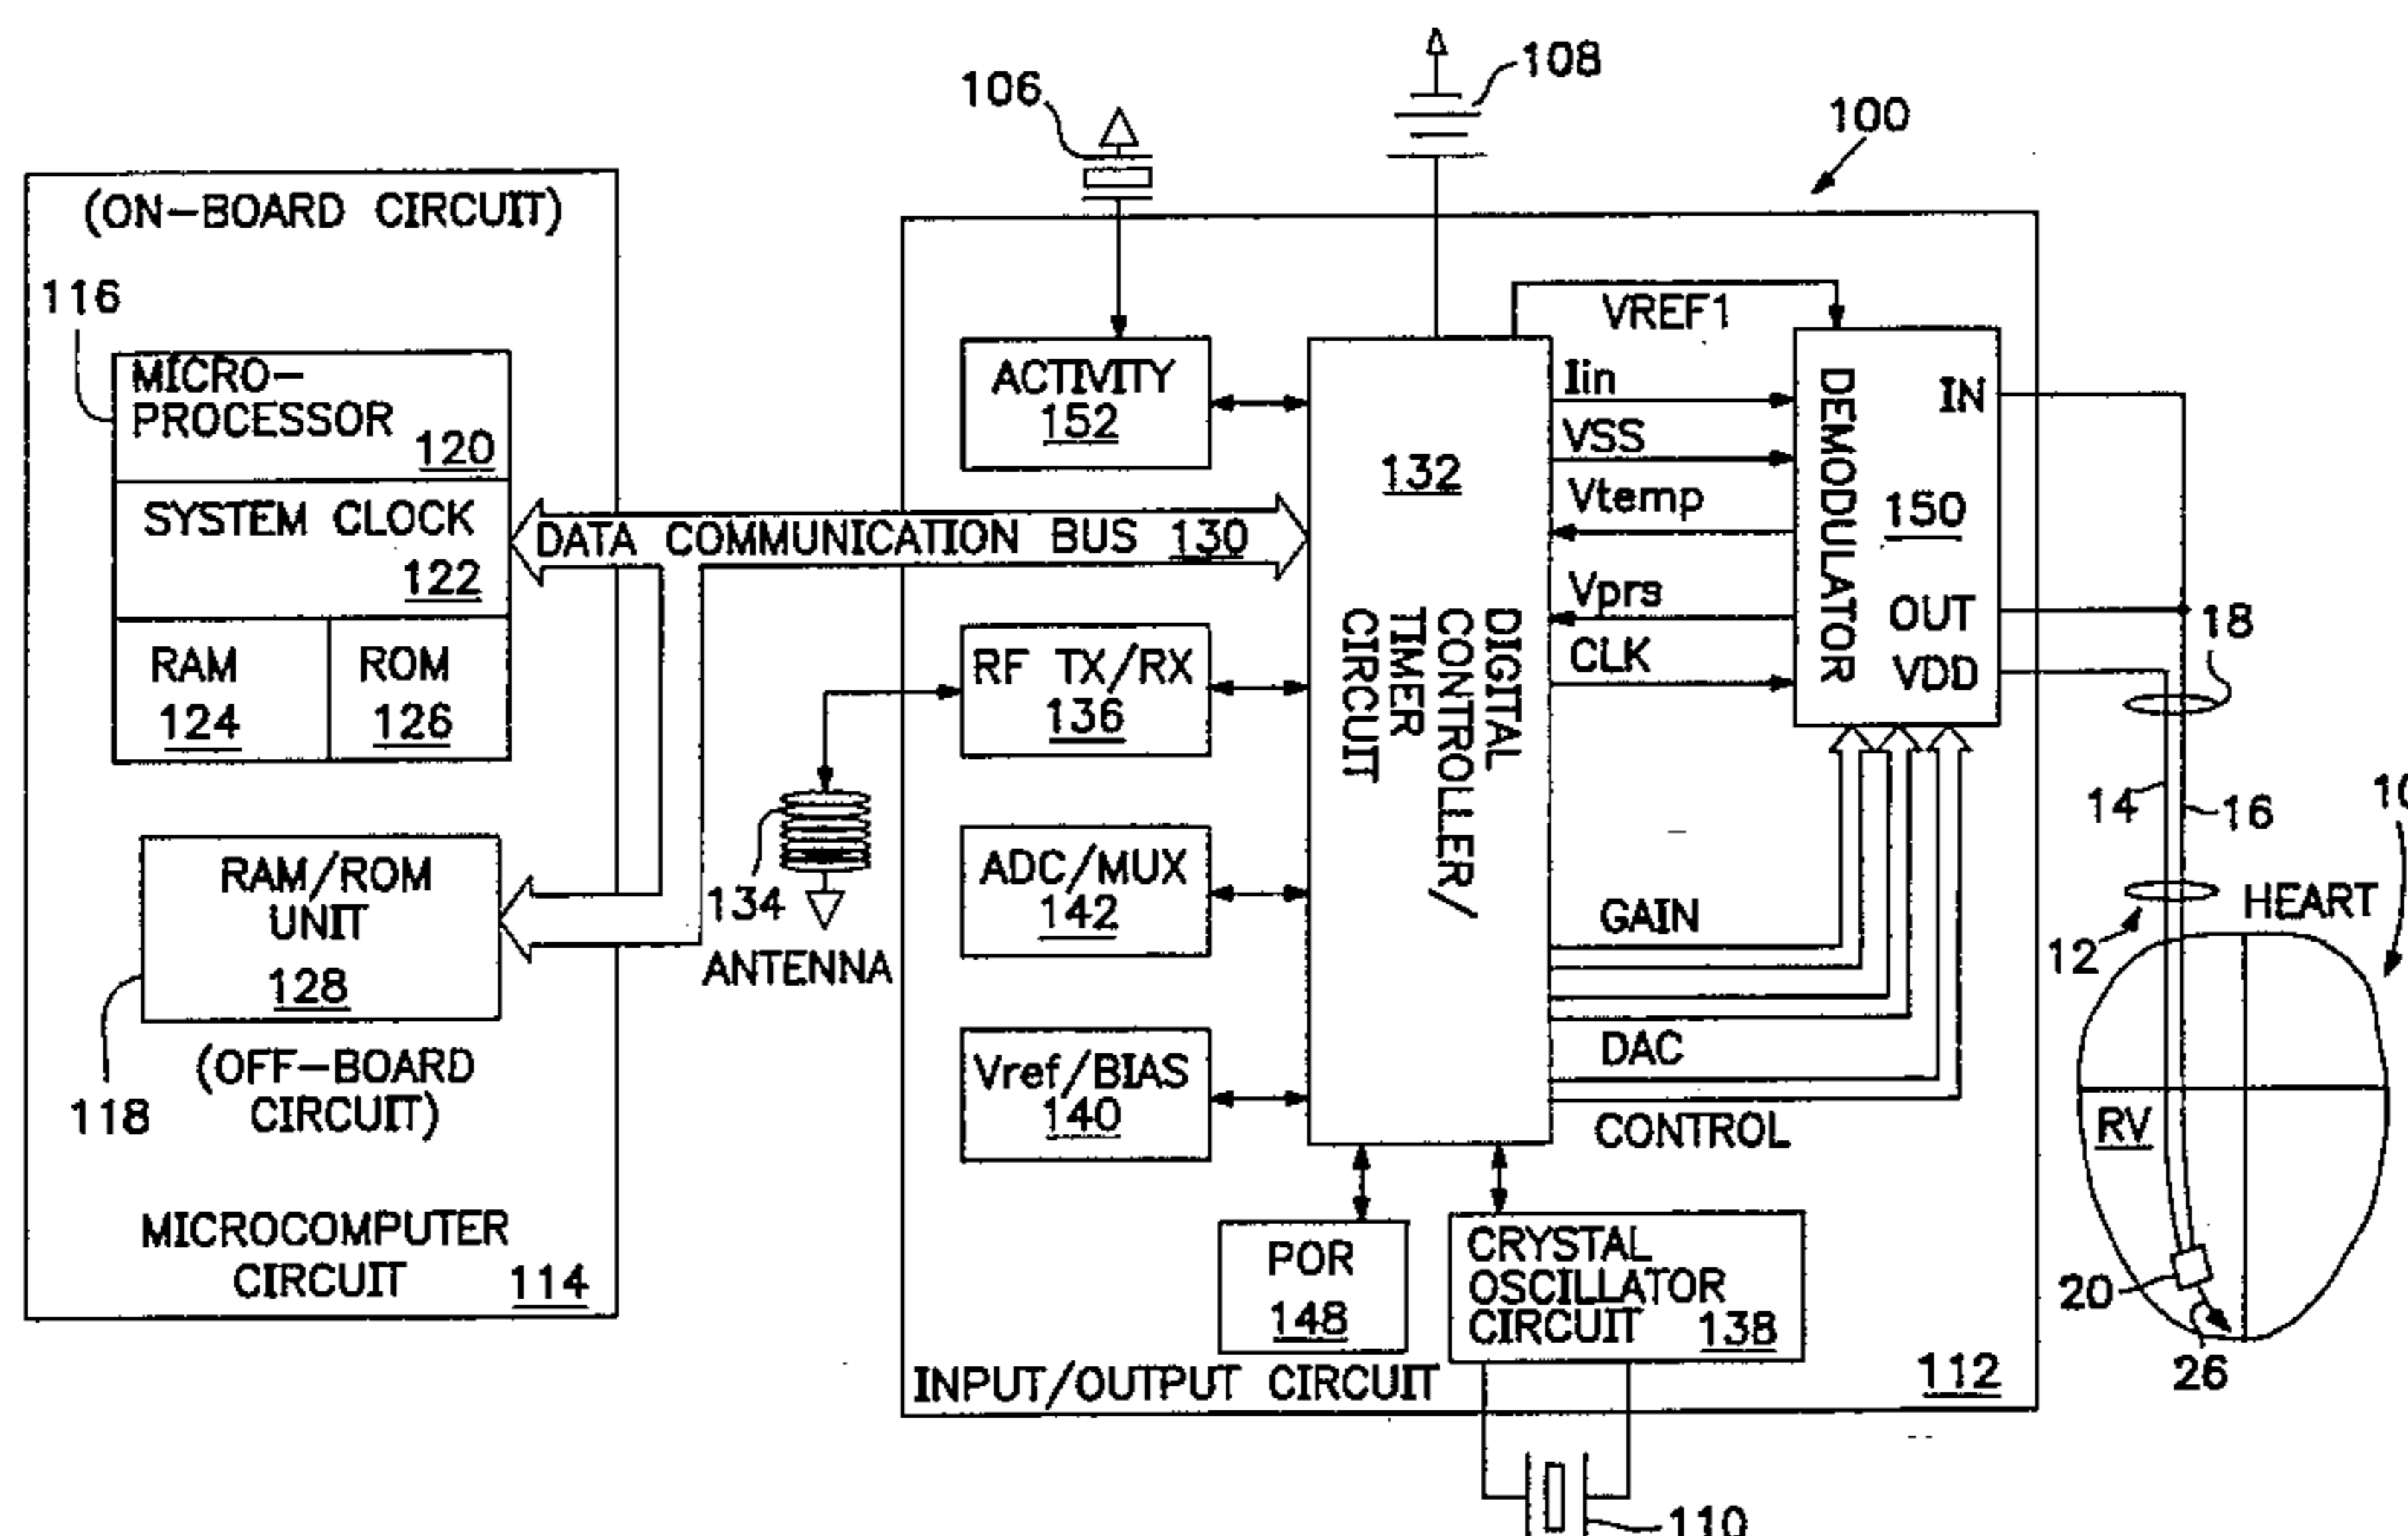 106
108
100
(ON-BOARD CIRCUIT)
116
MICRO-
PROCESSOR
120
SYSTEM CLOCK
122
RAM
124
ROM
126
RAM/ROM
UNIT
128
118
(OFF-BOARD
CIRCUIT)
MICROCOMPUTER
CIRCUIT
114
DATA COMMUNICATION BUS 130
134
ANTENNA
ACTIVITY
152
RF TX/RX
136
ADC/MUX
142
Vref/BIAS
140
132
DIGITAL
CONTROLLER/
TIMER
CIRCUIT
VREF1
Iin
VSS
Vtemp
Vprs
CLK
GAIN
DAC
CONTROL
DEMODULATOR
150
IN
OUT
VDD
POR
148
CRYSTAL
OSCILLATOR
CIRCUIT 138
INPUT/OUTPUT CIRCUIT
112
110
18
14
16
12
HEART
RV
20
26